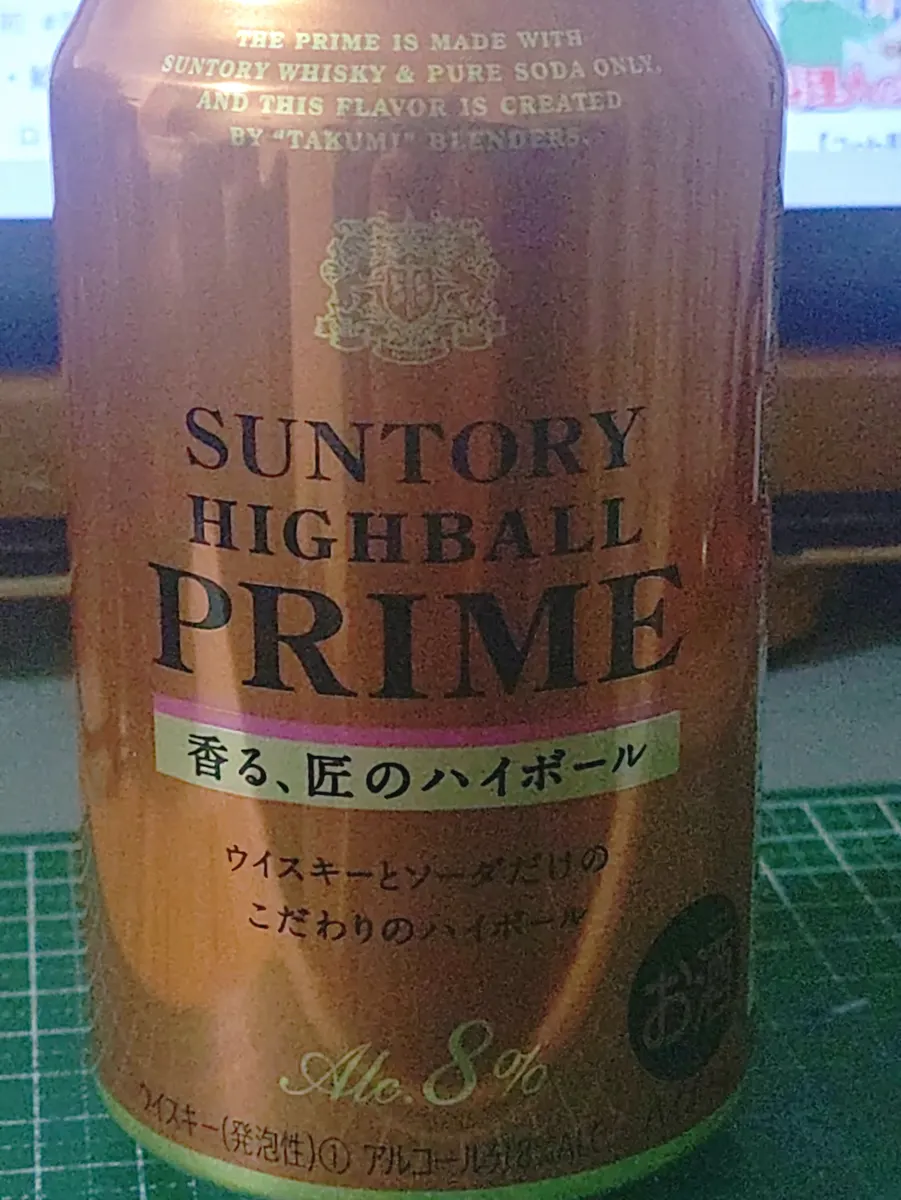 THE PRIME IS MADE WITH
SUNTORY WHISKY & PURE SODA ONLY,
AND THIS FLAVOR IS CREATED
BY "TAKUMI" BLENDERS.
SUNTORY
HIGHBALL
PRIME
香る、匠のハイボール
ウイスキーとソーダだけの
こだわりのハイボール
お酒
Alc.8%
ウイスキー(発泡性)① アルコール分8%